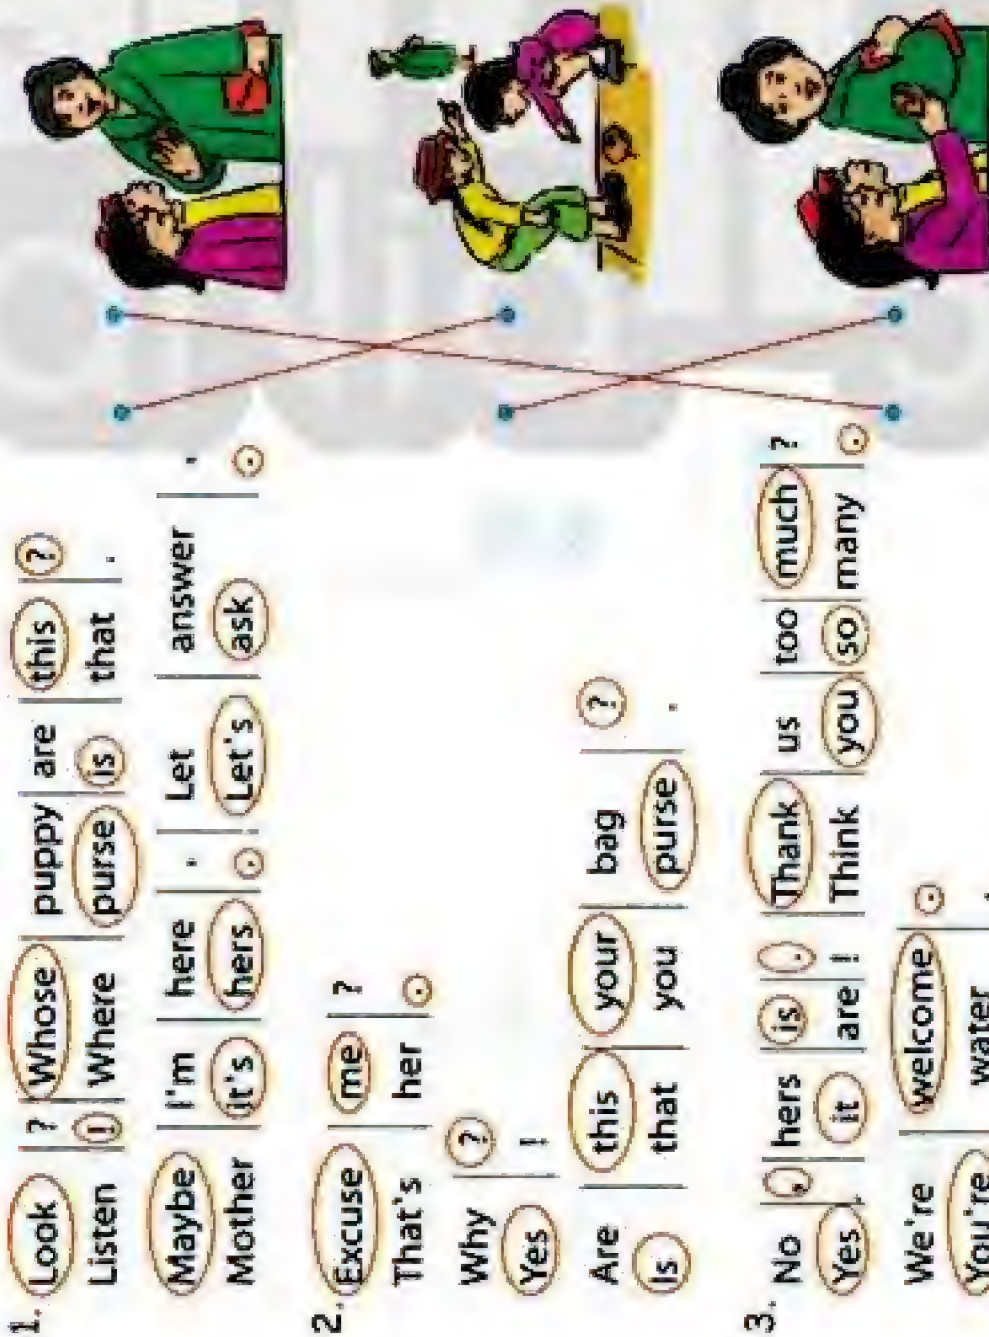 1. Look ? Whose puppy are this ?
Listen ! Where purse is that .
Maybe I'm here , Let answer ,
Mother it's hers . Let's ask .
2. Excuse me ?
That's her .
Why ?
Yes !
Are this your bag ?
Is that you purse .
3. No , hers is . Thank us too much ?
Yes . it are ! Think you so many .
We're welcome .
You're water .